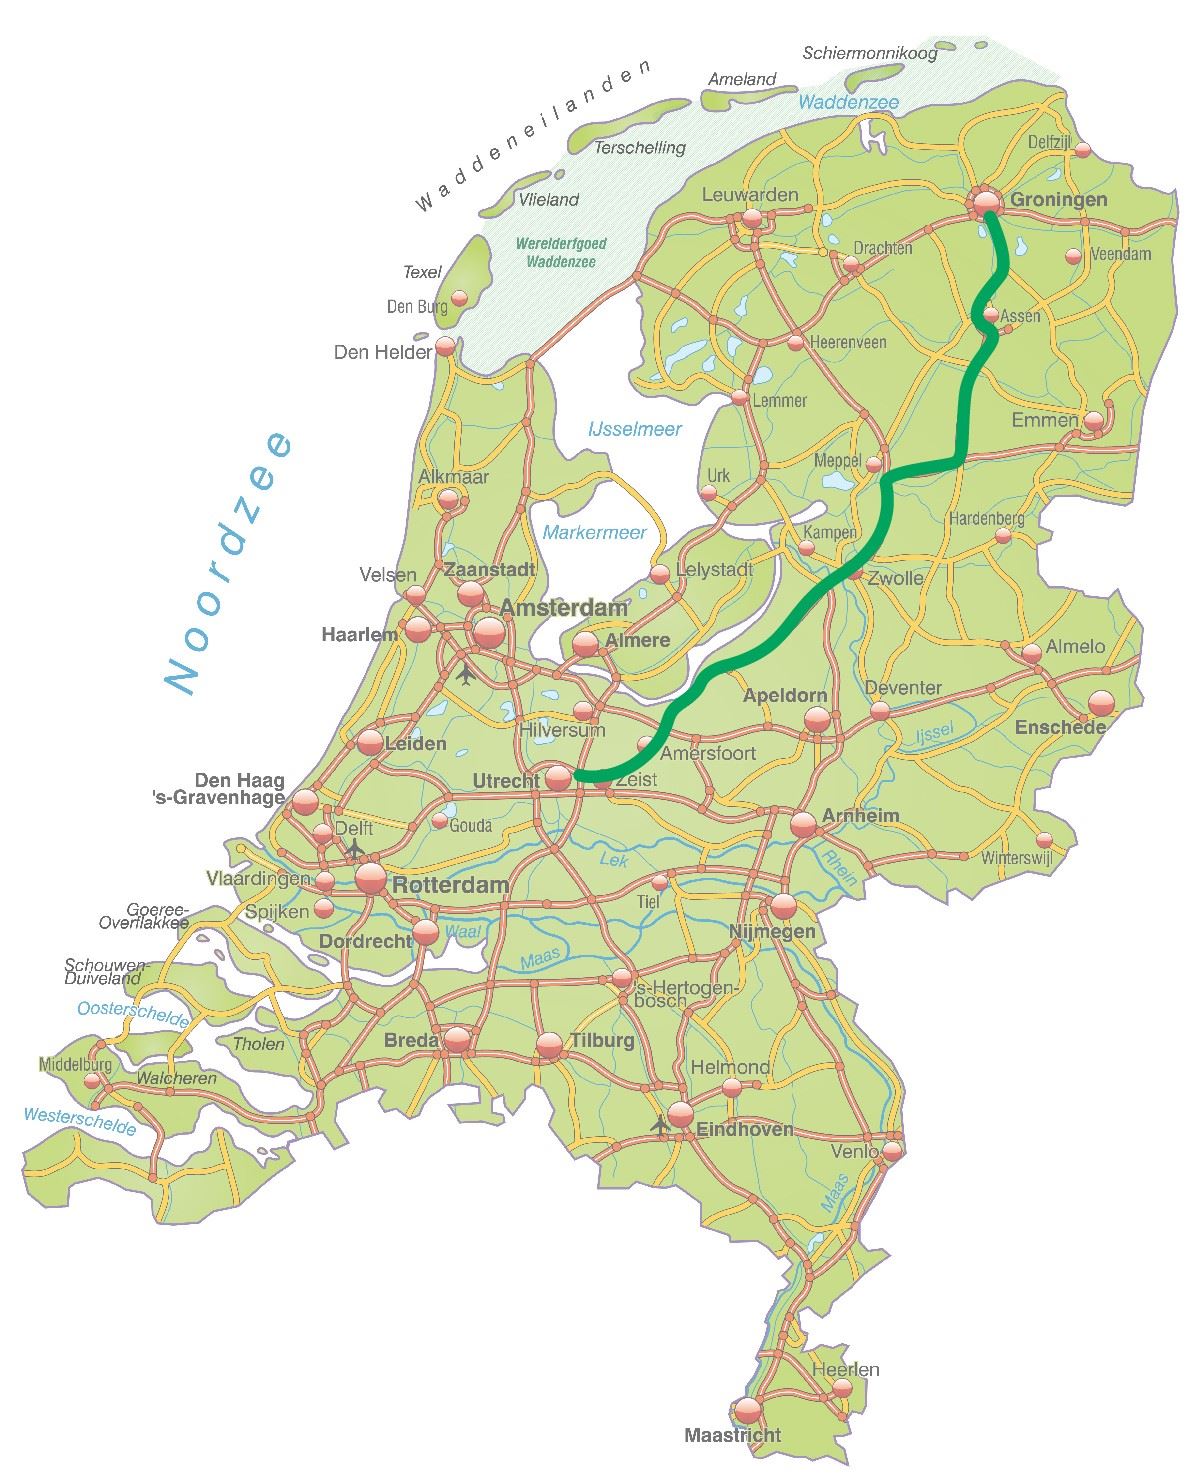 Schiermonnikoog
Ameland
Waddeneilanden
Waddenzee
Terschelling
Delfzijl
Leuwarden
Groningen
Vlieland
Werelderfgoed
Waddenzee
Drachten
Veendam
Texel
Den Burg
Assen
Den Helder
Heerenveen
Lemmer
IJsselmeer
Emmen
Noordzee
Meppel
Alkmaar
Urk
Hardenberg
Markermeer
Kampen
Velsen
Zaanstadt
Lelystadt
Zwolle
Amsterdam
Haarlem
Almere
Almelo
Apeldorn
Deventer
Enschede
Hilversum
IJssel
Leiden
Amersfoort
Den Haag
's-Gravenhage
Utrecht
Zeist
Delft
Gouda
Arnheim
Lek
Rhein
Winterswijl
Vlaardingen
Rotterdam
Tiel
Goeree-
Overflakkee
Spijken
Dordrecht
Waal
Nijmegen
Maas
Schouwen-
Duiveland
's-Hertogen-
bosch
Oosterschelde
Tholen
Breda
Tilburg
Middelburg
Walcheren
Helmond
Westerschelde
Eindhoven
Venlo
Maas
Heerlen
Maastricht